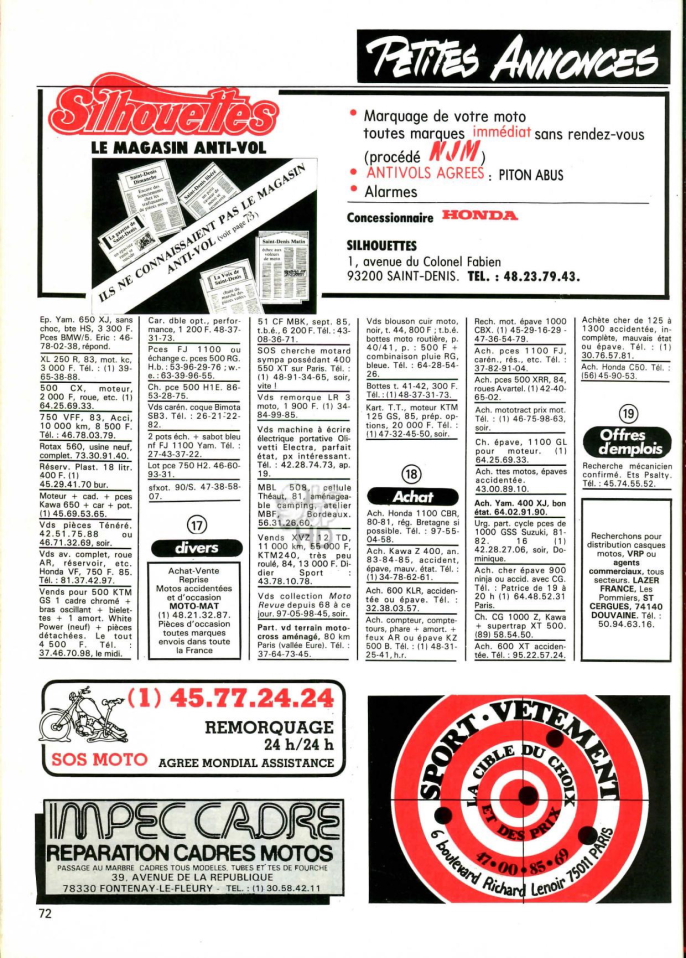 PETITES ANNONCES
Silhouettes
LE MAGASIN ANTI-VOL
Saint-Denis
Dimanche
Saint-Denis Matin
La Voix de
Saint-Denis
ILS NE CONNAISSAIENT PAS LE MAGASIN
ANTI-VOL (voir page 73)
• Marquage de votre moto
toutes marques immédiat sans rendez-vous
(procédé NJM)
• ANTIVOLS AGREES : PITON ABUS
• Alarmes
Concessionnaire HONDA
SILHOUETTES
1, avenue du Colonel Fabien
93200 SAINT-DENIS. TEL. : 48.23.79.43.
Ep. Yam. 650 XJ, sans
choc, bte HS, 3 300 F.
Pces BMW/5. Eric : 46-
78-02-38, répond.
XL 250 R, 83, mot. kc,
3 000 F. Tél. : (1) 39-
65-38-88.
500 CX, moteur,
2 000 F, roue, etc. (1)
64.25.69.33.
750 VFF, 83, Acci,
10 000 km, 8 500 F.
Tél. : 46.78.03.79.
Rotax 560, usine neuf,
complet. 73.30.91.40.
Réserv. Plast. 18 litr.
400 F. (1)
45.29.41.70 bur.
Moteur + cad. + pces
Kawa 650 + car + pot.
(1) 45.69.53.65.
Vds pièces Ténéré.
42.51.75.88 ou
46.71.32.69, soir.
Vds av. complet, roue
AR, réservoir, etc.
Honda VF, 750 F. 85.
Tél. : 81.37.42.97.
Vends pour 500 KTM
GS 1 cadre chromé +
bras oscillant + bielet-
tes + 1 amort. White
Power (neuf) + pièces
détachées. Le tout
4 500 F. Tél. :
37.46.70.98, le midi.
Car. dble opt., perfor-
mance, 1 200 F. 48-37-
31-73.
Pces FJ 1100 ou
échange c. pces 500 RG.
H.b. : 53-96-29-76 ; w.-
e. : 63-39-96-55.
Ch. pce 500 H1E. 86-
53-28-75.
Vds carén. coque Bimota
SB3. Tél. : 26-21-22-
82.
2 pots éch. + sabot bleu
nf FJ 1100 Yam. Tél. :
27-43-37-22.
Lot pce 750 H2. 46-60-
93-31.
sfxot. 90/S. 47-38-58-
07.
17
divers
Achat-Vente
Reprise
Motos accidentées
et d'occasion
MOTO-MAT
(1) 48.21.32.87.
Pièces d'occasion
toutes marques
envois dans toute
la France
51 CF MBK, sept. 85,
t.b.é., 6 200 F. Tél. : 43-
08-36-71.
SOS cherche motard
sympa possédant 400
550 XT sur Paris. Tél. :
(1) 48-91-34-65, soir,
vite !
Vds remorque LR 3
moto, 1 900 F. (1) 34-
84-99-85.
Vds machine à écrire
électrique portative Oli-
vetti Electra, parfait
état, px intéressant.
Tél. : 42.28.74.73, ap.
19.
MBL 508, cellule
Théaut, 81, aménagea-
ble camping, atelier
MBF, Bordeaux.
56.31.26.60.
Vends XVZ 12 TD,
11 000 km, 55 000 F,
KTM240, très peu
roulé, 84, 13 000 F. Di-
dier Sport :
43.78.10.78.
Vds collection Moto
Revue depuis 68 à ce
jour. 97-05-98-45, soir.
Part. vd terrain moto-
cross aménagé, 80 km
Paris (vallée Eure). Tél. :
37-64-73-45.
Vds blouson cuir moto,
noir, t. 44, 800 F ; t.b.é.
bottes moto routière, p.
40/41, p. : 500 F +
combinaison pluie RG,
bleue. Tél. : 64-28-54-
26.
Bottes t. 41-42, 300 F.
Tél. : (1) 48-37-31-73.
Kart. T.T., moteur KTM
125 GS, 85, prép. op-
tions, 20 000 F. Tél. :
(1) 47-32-45-50, soir.
18
Achat
Ach. Honda 1100 CBR,
80-81, rég. Bretagne si
possible. Tél. : 97-55-
04-58.
Ach. Kawa Z 400, an.
83-84-85, accident,
épave, mauv. état. Tél. :
(1) 34-78-62-61.
Ach. 600 KLR, acciden-
tée ou épave. Tél. :
32.38.03.57.
Ach. compteur, compte-
tours, phare + amort. +
feux AR ou épave KZ
500 B. Tél. : (1) 48-31-
25-41, h.r.
Rech. mot. épave 1000
CBX. (1) 45-29-16-29 -
47-36-54-79.
Ach. pces 1100 FJ,
carén., rés., etc. Tél. :
37-82-91-04.
Ach. pces 500 XRR, 84,
roues Avartel. (1) 42-40-
65-02.
Ach. mototract prix mot.
Tél. : (1) 46-75-98-63,
soir.
Ch. épave, 1100 GL
pour moteur. (1)
64.25.69.33.
Ach. ttes motos, épaves
accidentée.
43.00.89.10.
Ach. Yam. 400 XJ, bon
état. 64.02.91.90.
Urg. part. cycle pces de
1000 GSS Suzuki, 81-
82. 16 (1)
42.28.27.06, soir, Do-
minique.
Ach. cher épave 900
ninja ou accid. avec CG.
Tél. : Patrice de 19 à
20 h (1) 64.48.52.31
Paris.
Ch. CG 1000 Z, Kawa
+ supertrap XT 500.
(89) 58.54.50.
Ach. 600 XT acciden-
tée. Tél. : 95.22.57.24.
Achète cher de 125 à
1300 accidentée, in-
complète, mauvais état
ou épave. Tél. : (1)
30.76.57.81.
Ach. Honda C50. Tél. :
(56) 45-90-53.
19
Offres
d'emplois
Recherche mécanicien
confirmé. Ets Psalty.
Tél. : 45.74.55.52.
Recherchons pour
distribution casques
motos, VRP ou
agents
commerciaux, tous
secteurs. LAZER
FRANCE, Les
Pommiers, ST
CERGUES, 74140
DOUVAINE. Tél. :
50.94.63.16.
(1) 45.77.24.24
REMORQUAGE
24 h/24 h
SOS MOTO AGREE MONDIAL ASSISTANCE
IMPEC CADRE
REPARATION CADRES MOTOS
PASSAGE AU MARBRE CADRES TOUS MODELES, TUBES ET TES DE FOURCHE
39, AVENUE DE LA REPUBLIQUE
78330 FONTENAY-LE-FLEURY - TEL. : (1) 30.58.42.11
SPORT • VETEMENT
LA CIBLE DU CHOIX
ET DES PRIX
47•00•85•69
6 boulevard Richard Lenoir 75011 PARIS
72